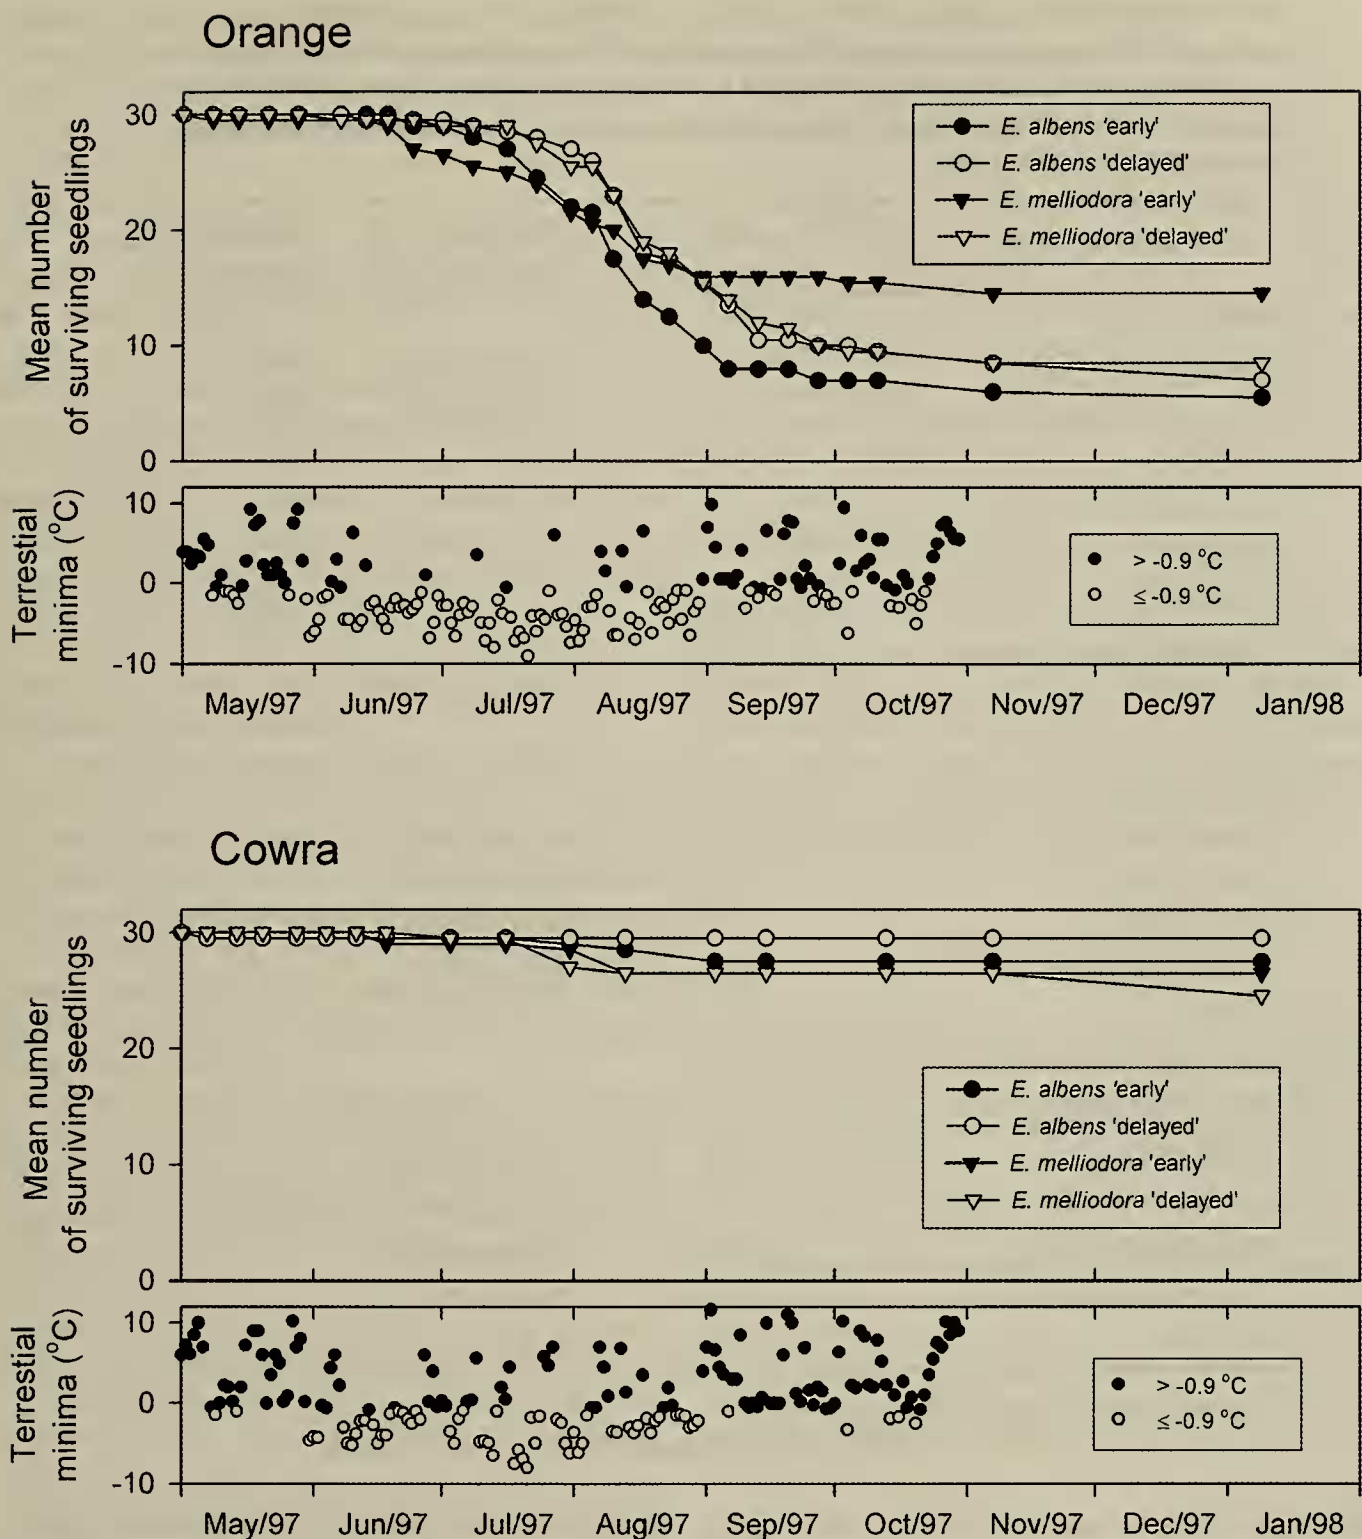 Orange
Mean number
of surviving seedlings
30
20
10
0
E. albens 'early'
E. albens 'delayed'
E. melliodora 'early'
E. melliodora 'delayed'
Terrestial
minima (°C)
10
0
-10
> -0.9 °C
≤ -0.9 °C
May/97 Jun/97 Jul/97 Aug/97 Sep/97 Oct/97 Nov/97 Dec/97 Jan/98
Cowra
Mean number
of surviving seedlings
30
20
10
0
E. albens 'early'
E. albens 'delayed'
E. melliodora 'early'
E. melliodora 'delayed'
Terrestial
minima (°C)
10
0
-10
> -0.9 °C
≤ -0.9 °C
May/97 Jun/97 Jul/97 Aug/97 Sep/97 Oct/97 Nov/97 Dec/97 Jan/98